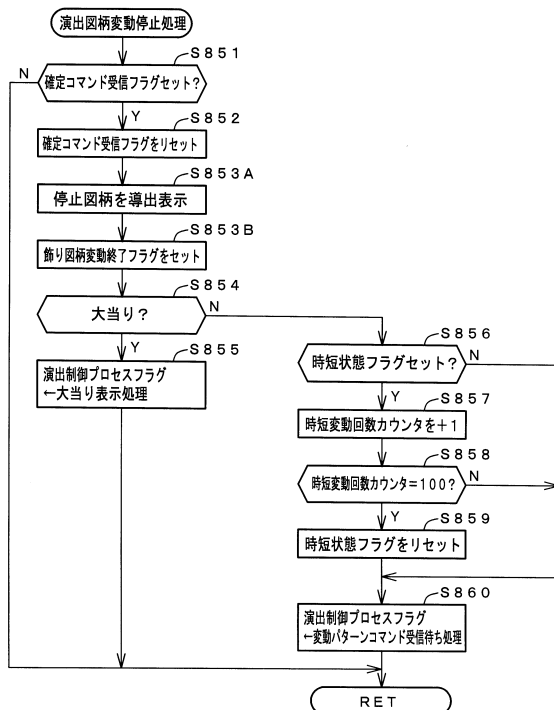 演出図柄変動停止処理
S851
N
確定コマンド受信フラグセット?
Y
S852
確定コマンド受信フラグをリセット
S853A
停止図柄を導出表示
S853B
飾り図柄変動終了フラグをセット
S854
大当り?
N
Y
S855
演出制御プロセスフラグ
←大当り表示処理
S856
時短状態フラグセット?
N
Y
S857
時短変動回数カウンタを+1
S858
時短変動回数カウンタ=100?
N
Y
S859
時短状態フラグをリセット
S860
演出制御プロセスフラグ
←変動パターンコマンド受信待ち処理
RET